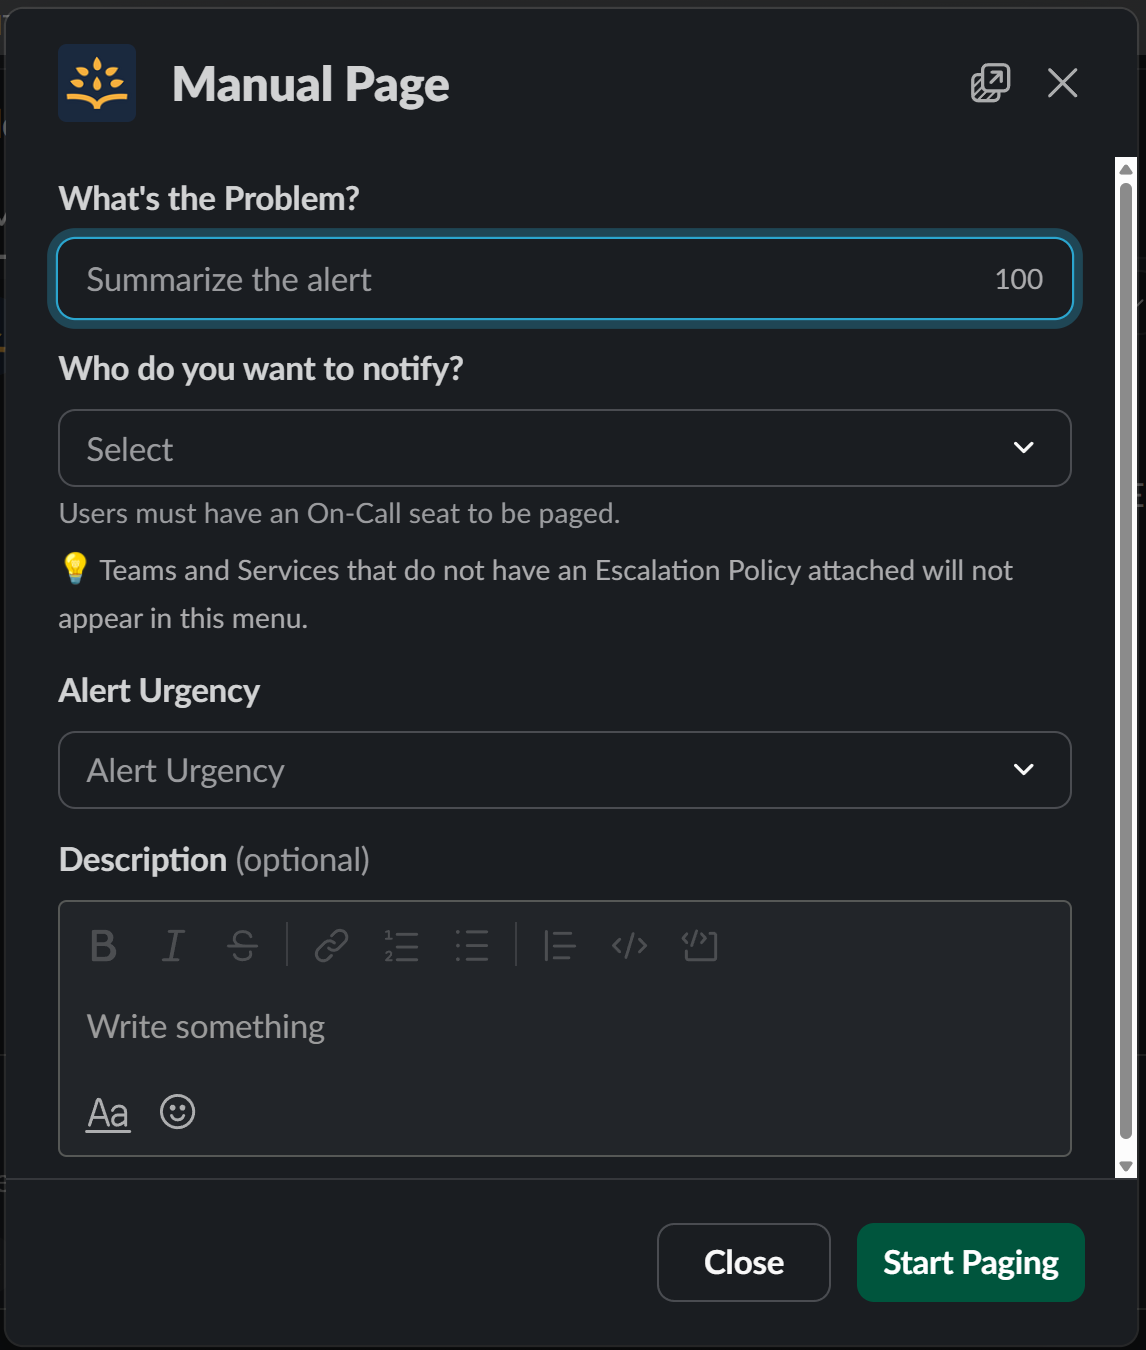 Manual Page
What's the Problem?
Summarize the alert 100
Who do you want to notify?
Select
Users must have an On-Call seat to be paged.
💡 Teams and Services that do not have an Escalation Policy attached will not
appear in this menu.
Alert Urgency
Alert Urgency
Description (optional)
Write something
Aa
Close Start Paging